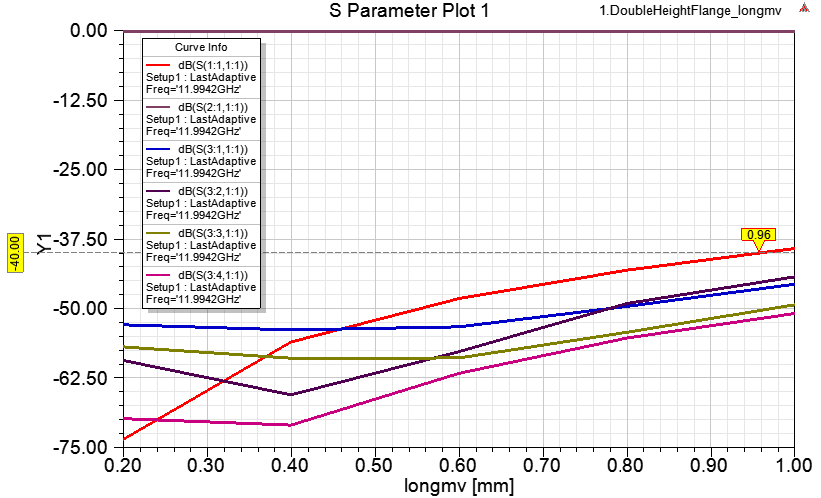 S Parameter Plot 1
1.DoubleHeightFlange_longmv
Curve Info
dB(S(1:1,1:1))
Setup1 : LastAdaptive
Freq='11.9942GHz'
dB(S(2:1,1:1))
Setup1 : LastAdaptive
Freq='11.9942GHz'
dB(S(3:1,1:1))
Setup1 : LastAdaptive
Freq='11.9942GHz'
dB(S(3:2,1:1))
Setup1 : LastAdaptive
Freq='11.9942GHz'
dB(S(3:3,1:1))
Setup1 : LastAdaptive
Freq='11.9942GHz'
dB(S(3:4,1:1))
Setup1 : LastAdaptive
Freq='11.9942GHz'
0.00
-12.50
-25.00
-37.50
-50.00
-62.50
-75.00
Y1
-40.00
0.96
0.20 0.30 0.40 0.50 0.60 0.70 0.80 0.90 1.00
longmv [mm]